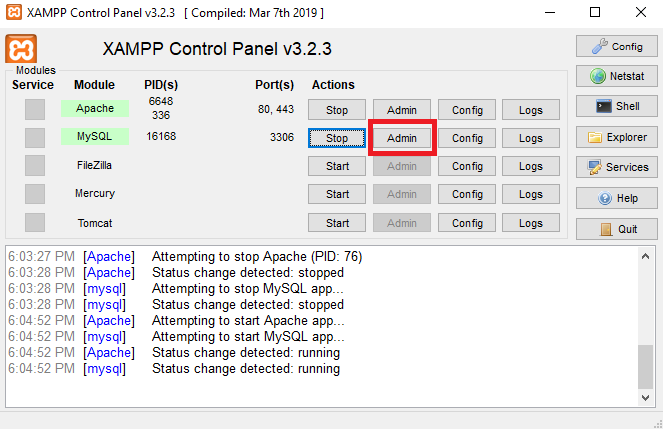 XAMPP Control Panel v3.2.3   [ Compiled: Mar 7th 2019 ]
XAMPP Control Panel v3.2.3
Config
Modules
Service Module PID(s) Port(s) Actions
Netstat
Apache 6648 336 80, 443 Stop Admin Config Logs
Shell
MySQL 16168 3306 Stop Admin Config Logs
Explorer
FileZilla Start Admin Config Logs
Services
Mercury Start Admin Config Logs
Help
Tomcat Start Admin Config Logs
Quit
6:03:27 PM [Apache] Attempting to stop Apache (PID: 76)
6:03:28 PM [Apache] Status change detected: stopped
6:03:28 PM [mysql] Attempting to stop MySQL app...
6:03:28 PM [mysql] Status change detected: stopped
6:04:52 PM [Apache] Attempting to start Apache app...
6:04:52 PM [mysql] Attempting to start MySQL app...
6:04:52 PM [Apache] Status change detected: running
6:04:52 PM [mysql] Status change detected: running